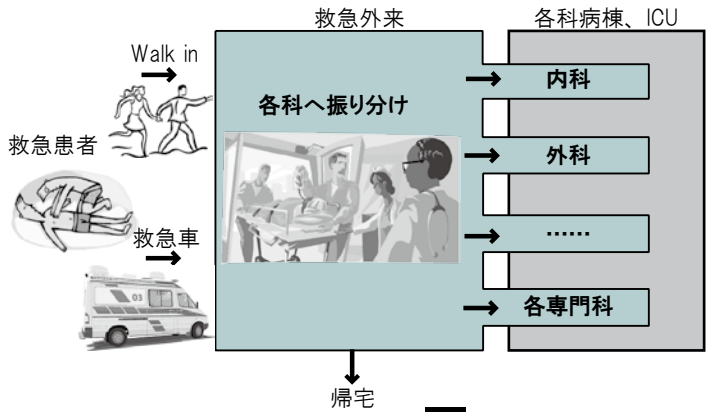 救急外来
各科病棟、ICU
Walk in
内科
各科へ振り分け
救急患者
外科
救急車
……
03
各専門科
帰宅